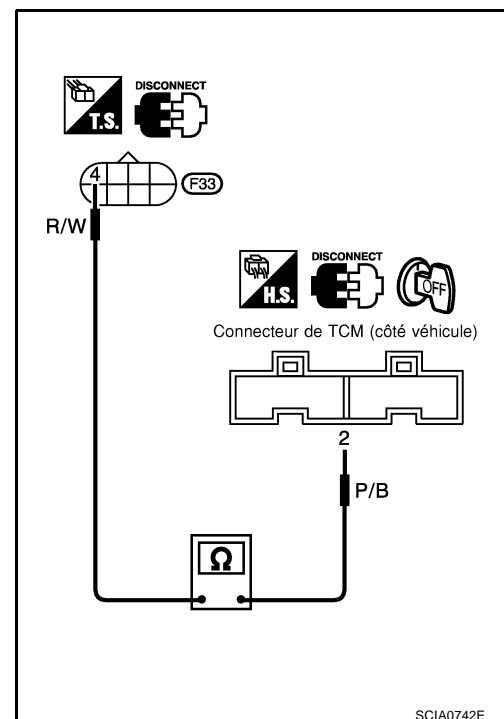 DISCONNECT
T.S.
4
F33
R/W
DISCONNECT
H.S.
OFF
Connecteur de TCM (côté véhicule)
2
P/B
Ω
SCIA0742E